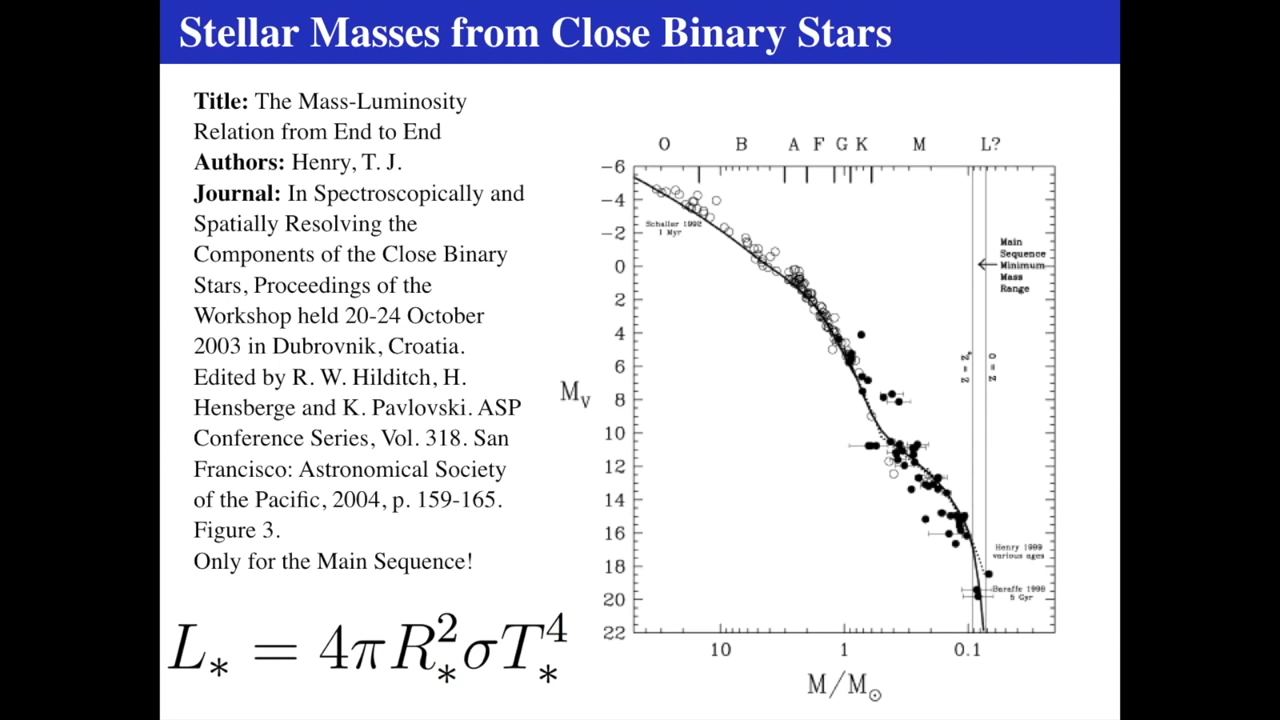 Stellar Masses from Close Binary Stars
Title: The Mass-Luminosity
Relation from End to End
Authors: Henry, T. J.
Journal: In Spectroscopically and
Spatially Resolving the
Components of the Close Binary
Stars, Proceedings of the
Workshop held 20-24 October
2003 in Dubrovnik, Croatia.
Edited by R. W. Hilditch, H.
Hensberge and K. Pavlovski. ASP
Conference Series, Vol. 318. San
Francisco: Astronomical Society
of the Pacific, 2004, p. 159-165.
Figure 3.
Only for the Main Sequence!
L_* = 4πR_*^2σT_*^4
O B A F G K M L?
−6
−4
−2
0
2
4
6
8
10
12
14
16
18
20
22
M_V
Schaller 1992
1 Myr
Main
Sequence
Minimum
Mass
Range
Z = Z
Z = 0
Henry 1999
various ages
Baraffe 1998
5 Gyr
10 1 0.1
M/M⊙